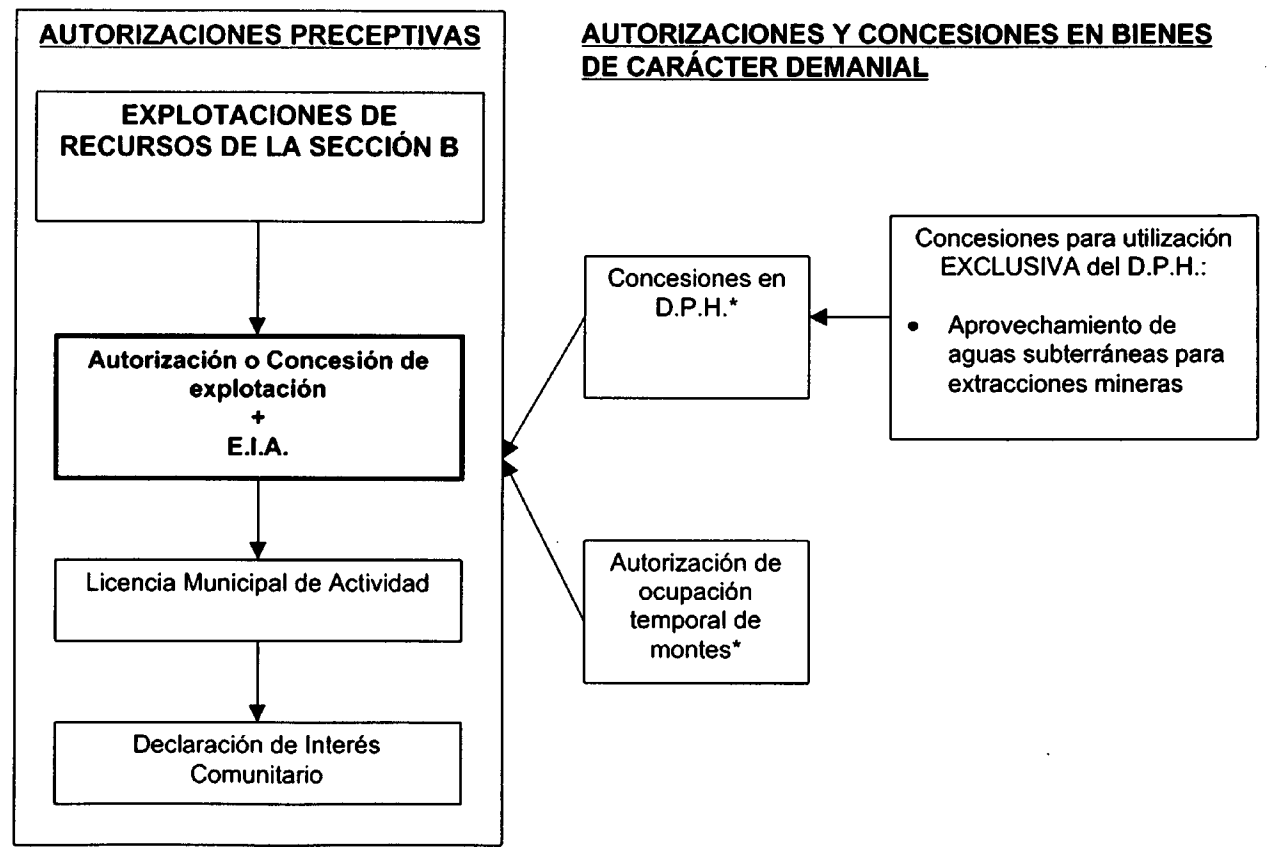 AUTORIZACIONES PRECEPTIVAS
EXPLOTACIONES DE
RECURSOS DE LA SECCIÓN B
Autorización o Concesión de
explotación
+
E.I.A.
Licencia Municipal de Actividad
Declaración de Interés
Comunitario
AUTORIZACIONES Y CONCESIONES EN BIENES
DE CARÁCTER DEMANIAL
Concesiones en
D.P.H.*
Autorización de
ocupación
temporal de
montes*
Concesiones para utilización
EXCLUSIVA del D.P.H.:
• Aprovechamiento de
aguas subterráneas para
extracciones mineras